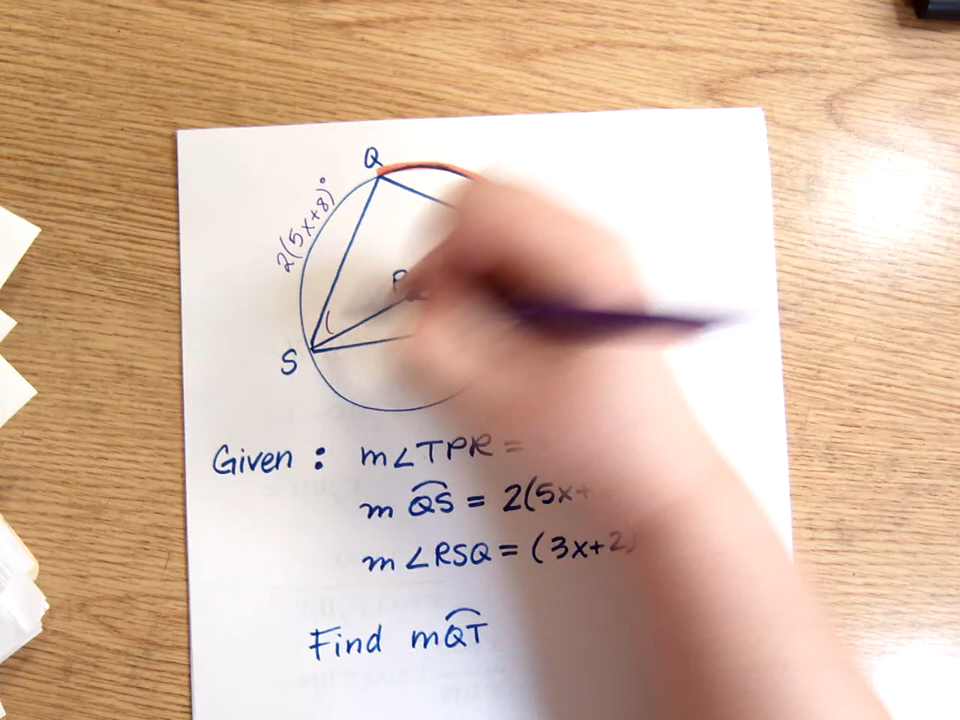 Q
2(5x+8)°
P
S
Given : m∠TPR =
m QS = 2(5x+
m∠RSQ = (3x+2)
Find mQT